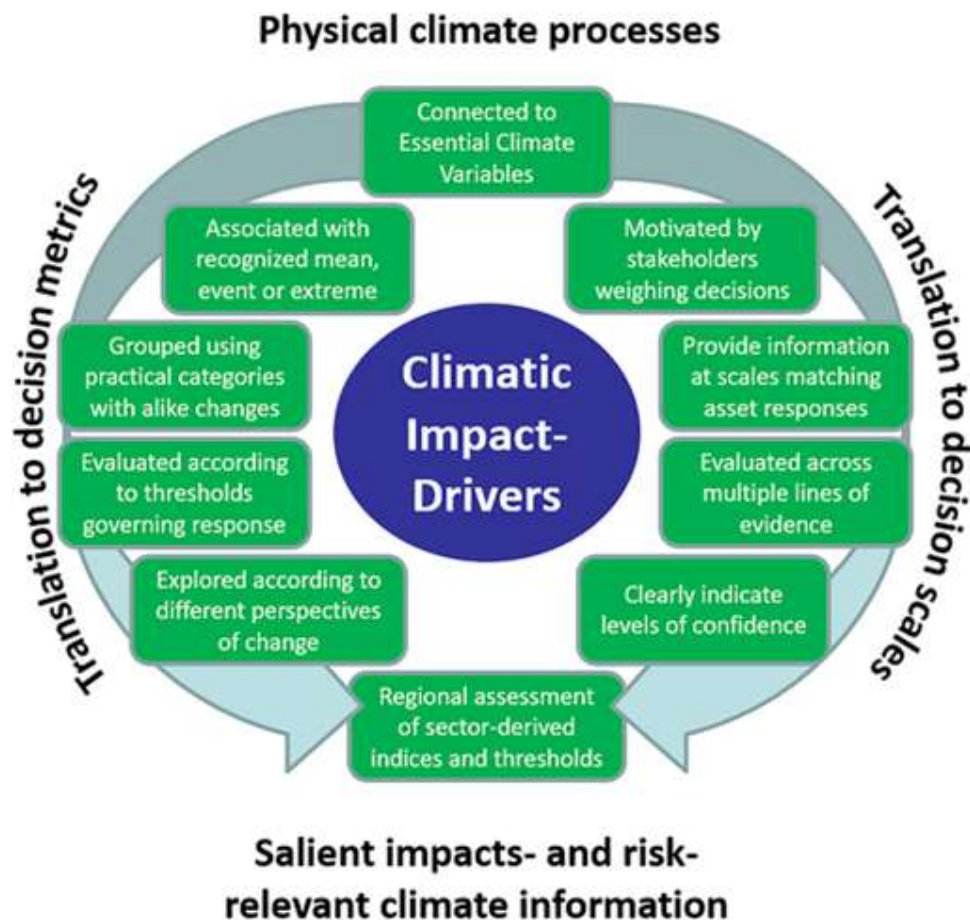 Physical climate processes
Connected to
Essential Climate
Variables
Associated with
recognized mean,
event or extreme
Motivated by
stakeholders
weighing decisions
Translation to decision metrics
Translation to decision scales
Grouped using
practical categories
with alike changes
Climatic
Impact-
Drivers
Provide information
at scales matching
asset responses
Evaluated according
to thresholds
governing response
Evaluated across
multiple lines of
evidence
Explored according to
different perspectives
of change
Clearly indicate
levels of confidence
Regional assessment
of sector-derived
indices and thresholds
Salient impacts- and risk-
relevant climate information